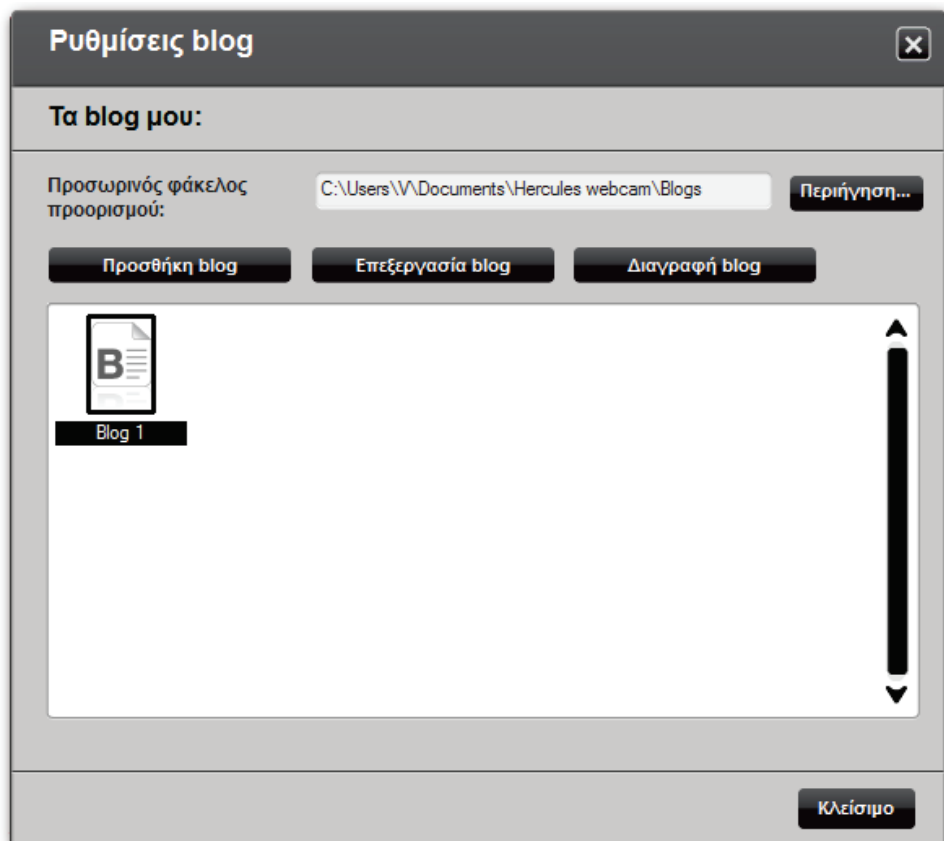 Ρυθμίσεις blog
Τα blog μου:
Προσωρινός φάκελος
προορισμού:
C:\Users\V\Documents\Hercules webcam\Blogs
Περιήγηση...
Προσθήκη blog
Επεξεργασία blog
Διαγραφή blog
B
Blog 1
Κλείσιμο